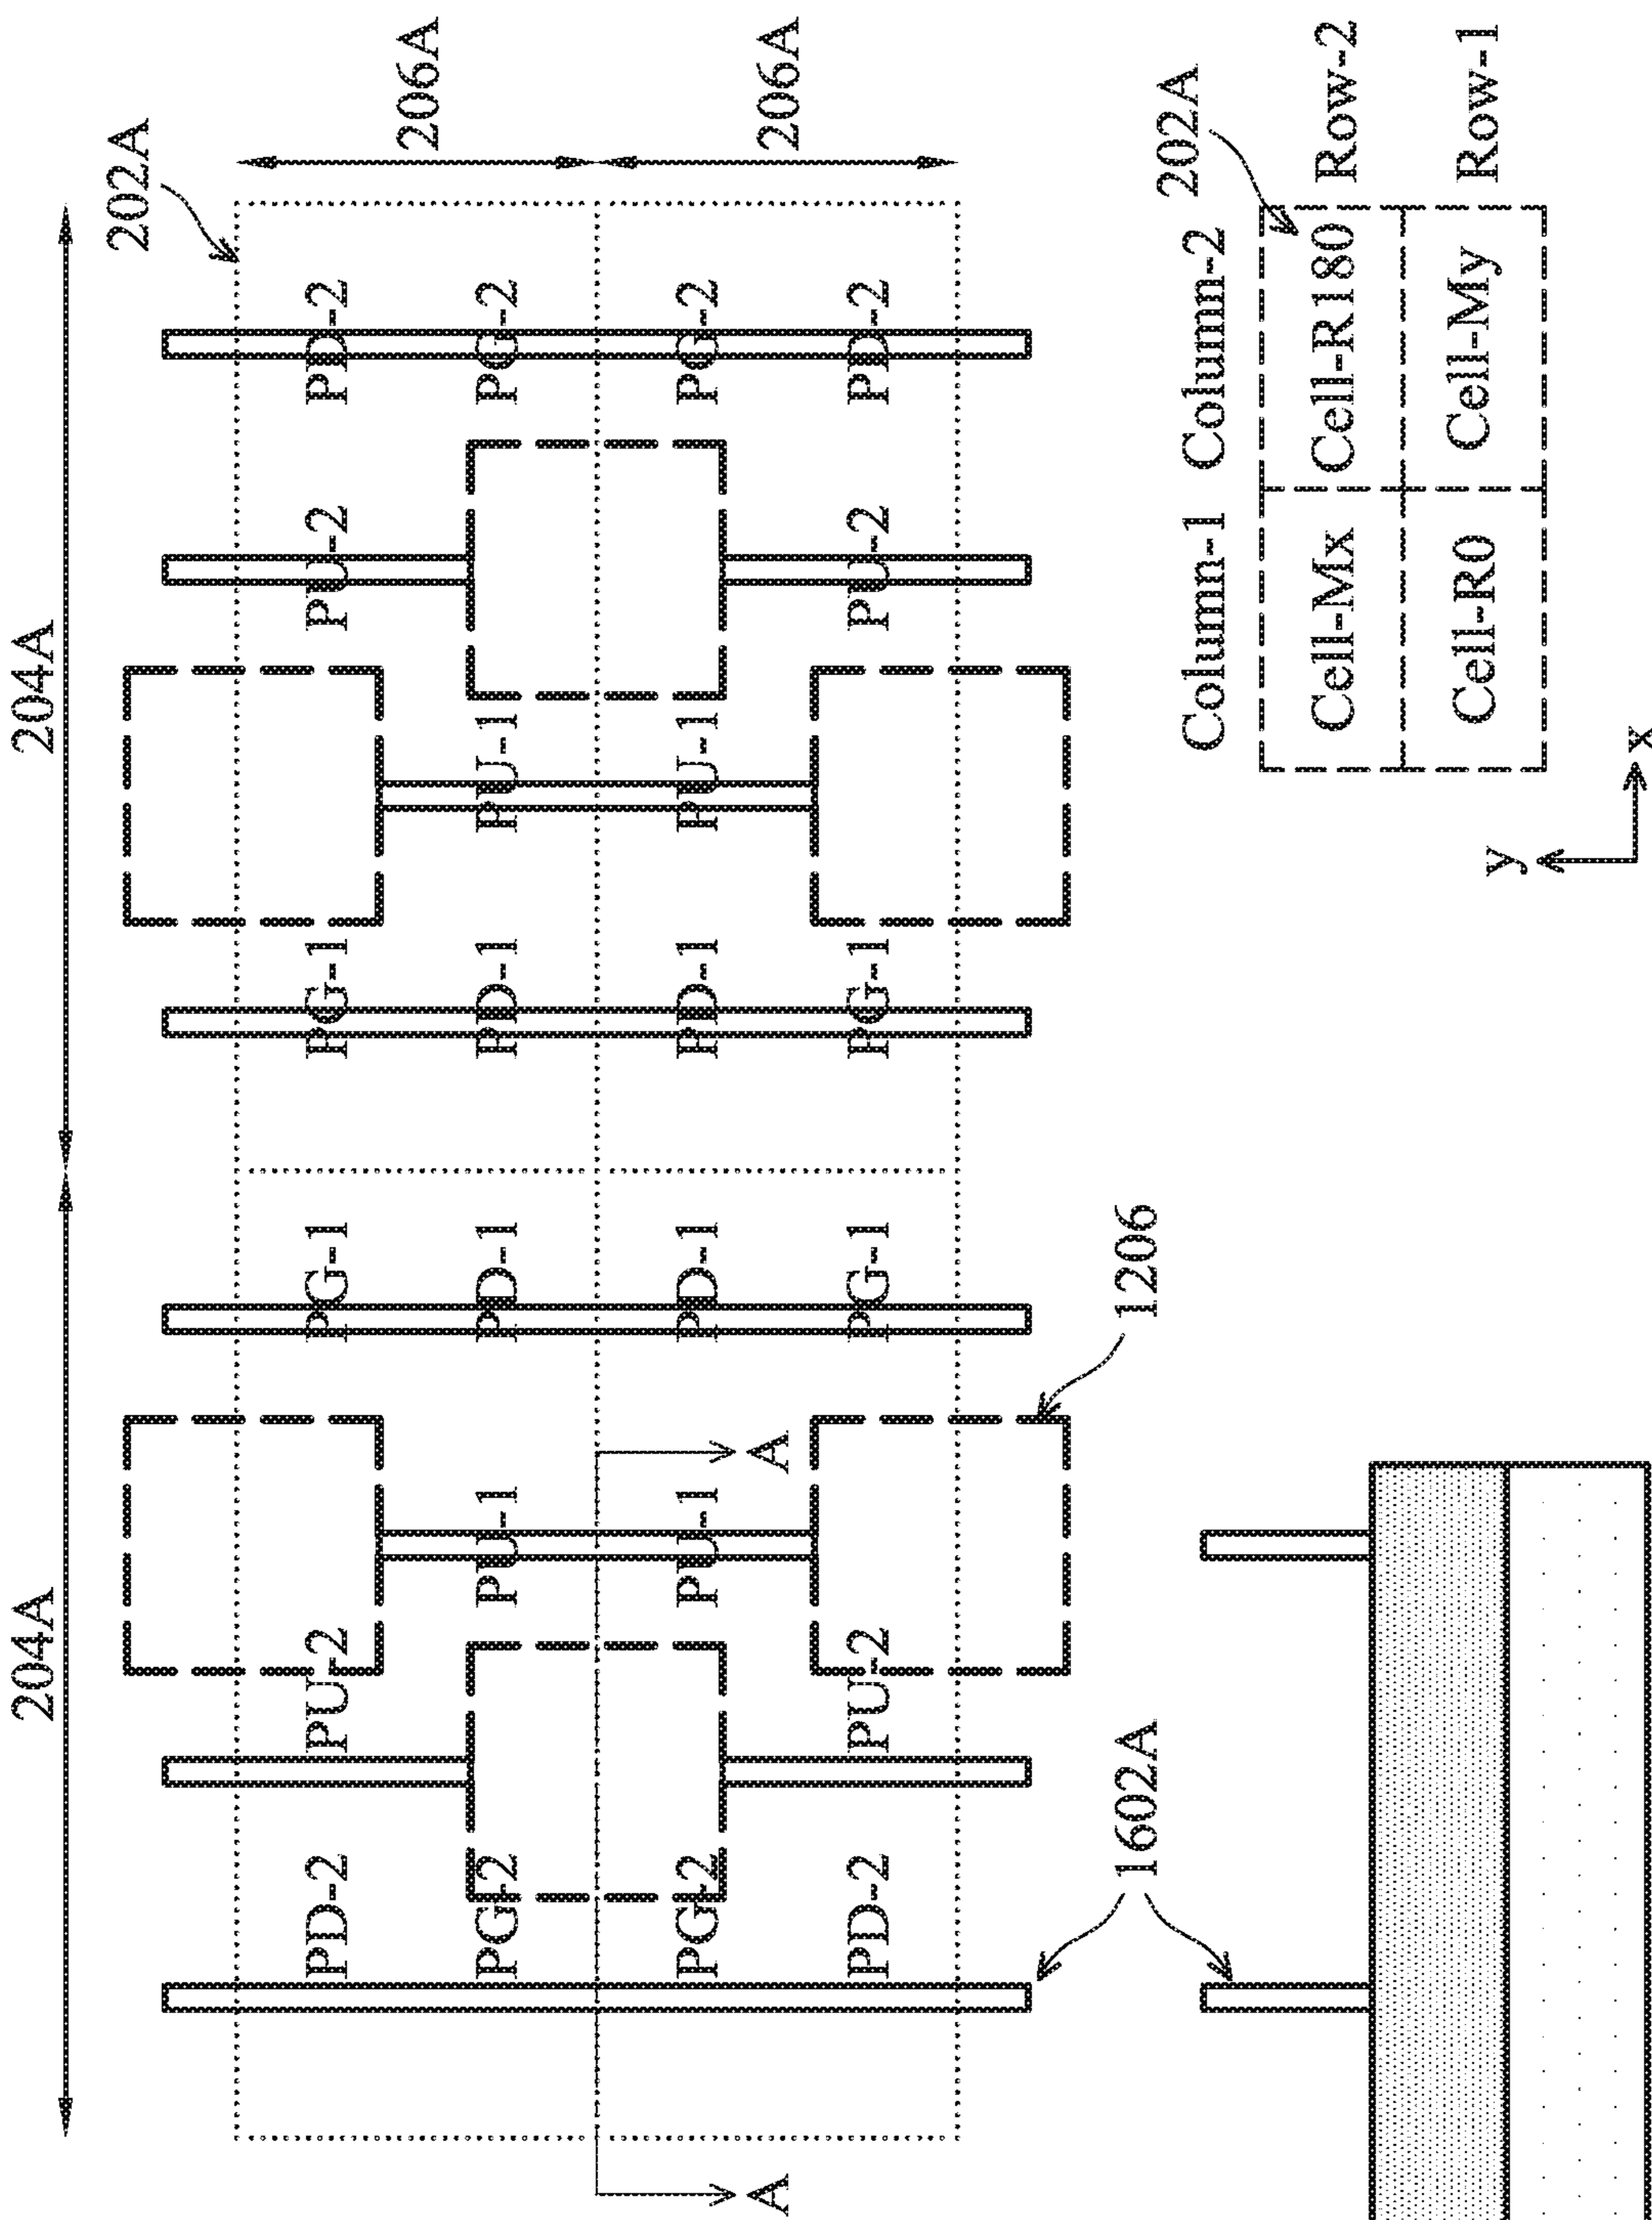 204A 204A
202A
PD-2 PU-2 PG-1 PG-1 PU-2 PD-2
206A
PG-2 PU-1 PD-1 PD-1 PU-1 PG-2
PG-2 PU-1 PD-1 PD-1 PU-1 PG-2
A A
206A
PD-2 PU-2 PG-1 PG-1 PU-2 PD-2
1602A 1206
202A
Column-1 Column-2
Cell-Mx Cell-R180 Row-2
Cell-R0 Cell-My Row-1
y
x